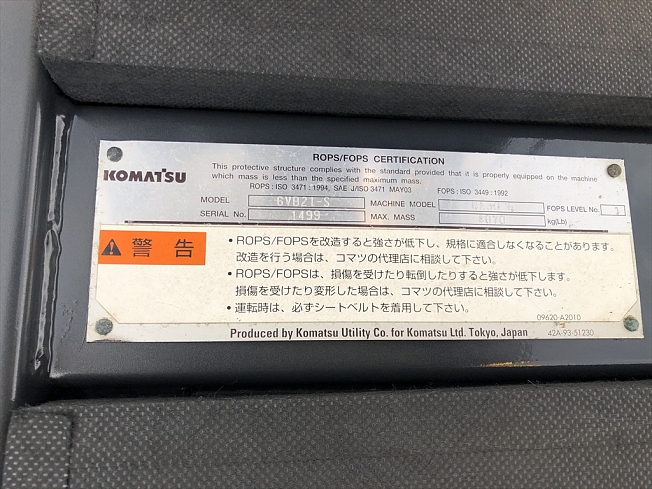 ROPS/FOPS CERTIFICATION
KOMATSU
This protective structure complies with the standard provided that it is properly equipped on the machine
which mass is less than the specified maximum mass.
ROPS : ISO 3471 : 1994, SAE J/ISO 3471 MAY03 FOPS : ISO 3449 : 1992
MODEL 6VH21-S MACHINE MODEL FOPS LEVEL No.
SERIAL No. 1499 MAX. MASS kg(Lb)
警告
• ROPS/FOPSを改造すると強さが低下し、規格に適合しなくなることがあります。
改造を行う場合は、コマツの代理店に相談して下さい。
• ROPS/FOPSは、損傷を受けたり転倒したりすると強さが低下します。
損傷を受けたり変形した場合は、コマツの代理店に相談して下さい。
• 運転時は、必ずシートベルトを着用して下さい。
09620-A2010
Produced by Komatsu Utility Co. for Komatsu Ltd. Tokyo, Japan 42A-93-51230